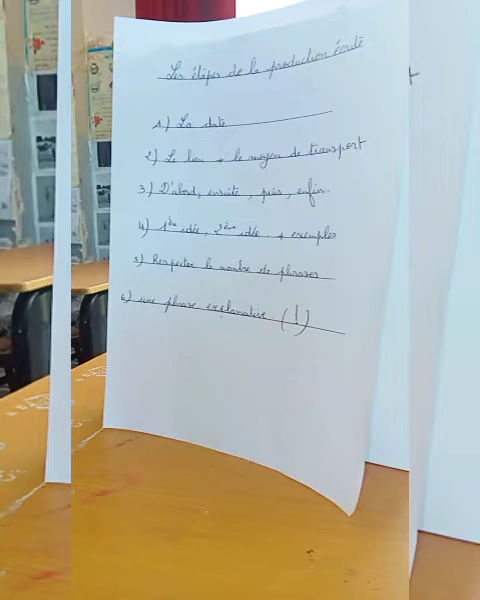 Les étapes de la production écrite
1.) La date
2) Le lieu + le moyen de transport
3.) D'abord, ensuite, puis, enfin.
4) 1ère idée, 2ème idée + exemples
5) Respecter le nombre de phrases
6) une phrase exclamative (!)